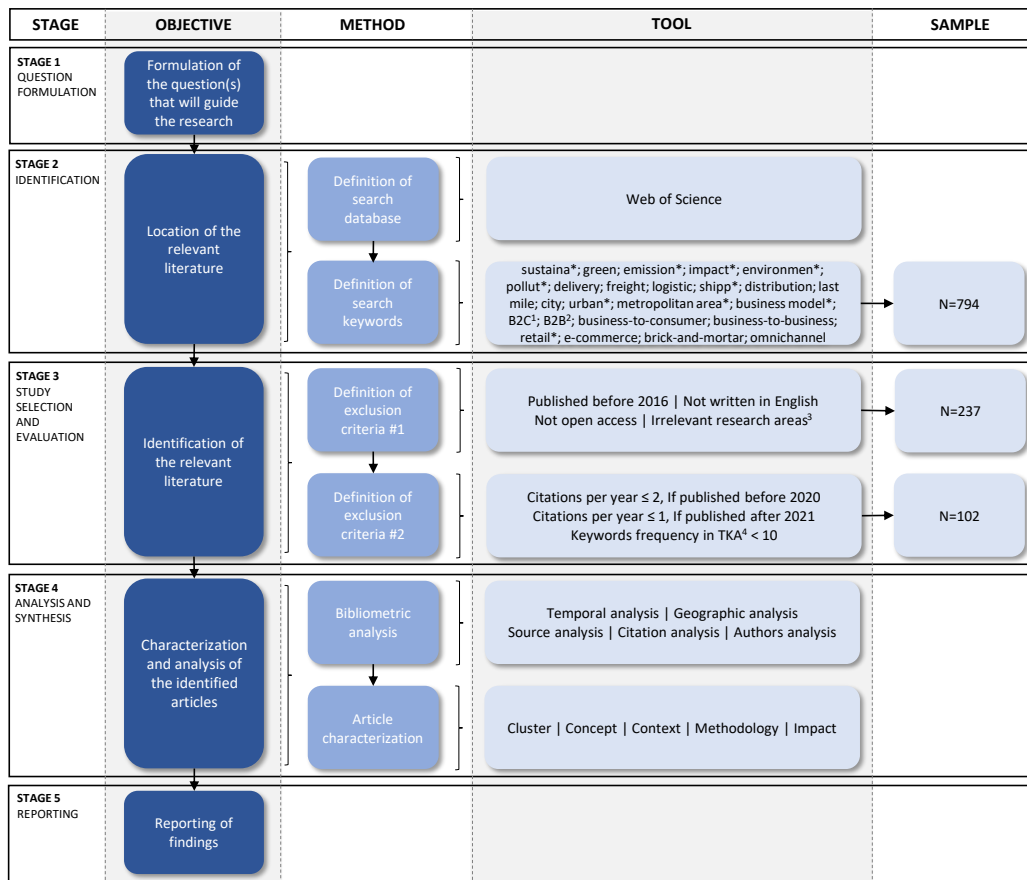 STAGE
OBJECTIVE
METHOD
TOOL
SAMPLE
STAGE 1
QUESTION
FORMULATION
Formulation of
the question(s)
that will guide
the research
STAGE 2
IDENTIFICATION
Location of the
relevant
literature
Definition of
search
database
Web of Science
Definition of
search
keywords
sustaina*; green; emission*; impact*; environmen*;
pollut*; delivery; freight; logistic; shipp*; distribution; last
mile; city; urban*; metropolitan area*; business model*;
B2C¹; B2B²; business-to-consumer; business-to-business;
retail*; e-commerce; brick-and-mortar; omnichannel
N=794
STAGE 3
STUDY
SELECTION
AND
EVALUATION
Identification of
the relevant
literature
Definition of
exclusion
criteria #1
Published before 2016 | Not written in English
Not open access | Irrelevant research areas³
N=237
Definition of
exclusion
criteria #2
Citations per year ≤ 2, If published before 2020
Citations per year ≤ 1, If published after 2021
Keywords frequency in TKA⁴ < 10
N=102
STAGE 4
ANALYSIS AND
SYNTHESIS
Characterization
and analysis of
the identified
articles
Bibliometric
analysis
Temporal analysis | Geographic analysis
Source analysis | Citation analysis | Authors analysis
Article
characterization
Cluster | Concept | Context | Methodology | Impact
STAGE 5
REPORTING
Reporting of
findings